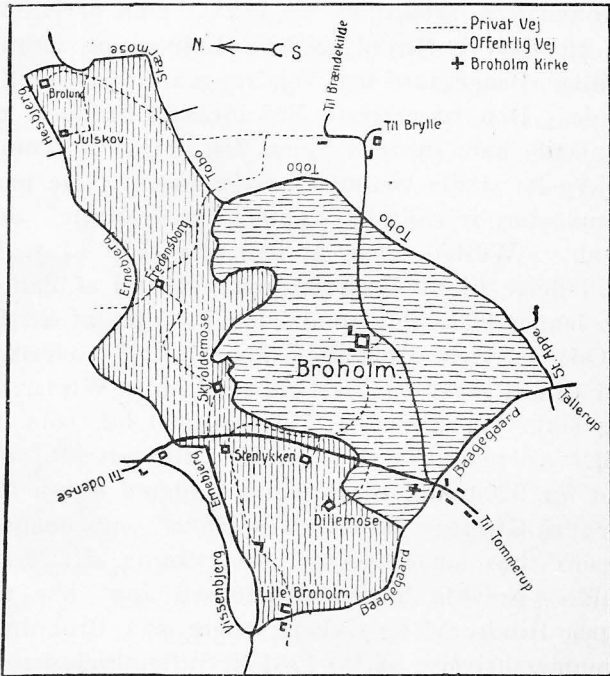 N. S
Privat Vej
Offentlig Vej
Broholm Kirke
Stærmose
Hesbjerg
Brolund
Julskov
Til Brændekilde
Til Brylle
Tobo
Tobo
Tobo
Ernebjerg
Fredensborg
Skjoldemose
Broholm
St. Appe
Tallerup
Baagegaard
Til Odense
Ernebjerg
Stenlykken
Dillemose
Til Tommerup
Vissenbjerg
Lille Broholm
Baagegaard